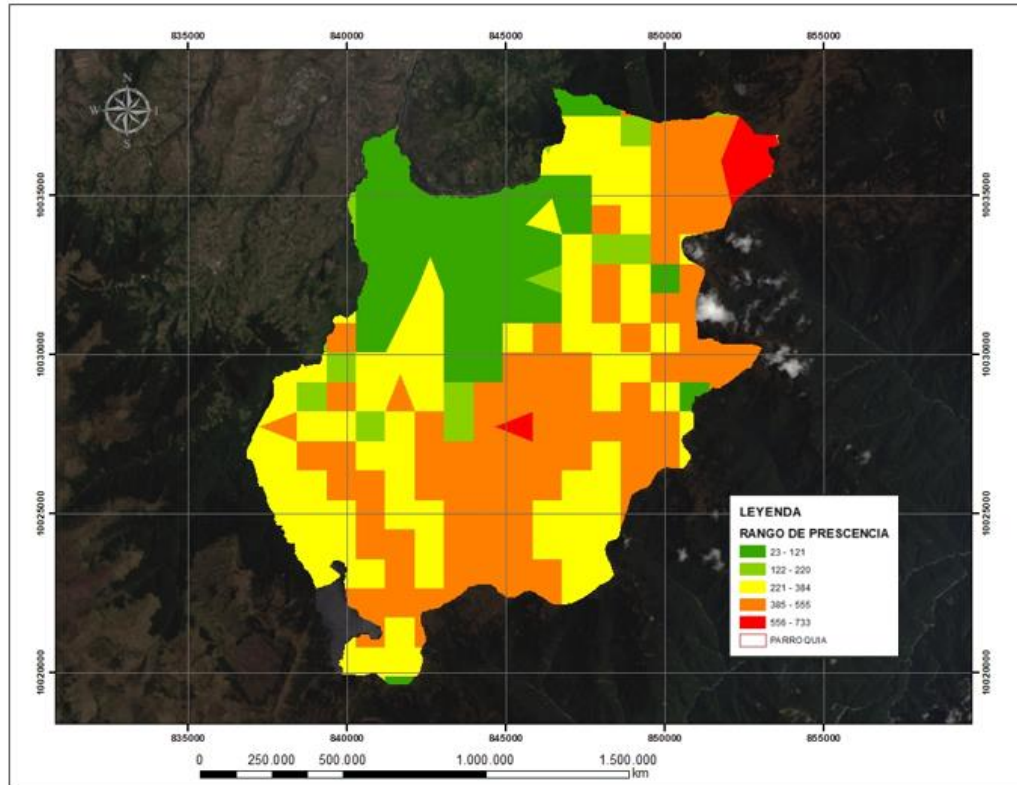 835000 840000 845000 850000 855000
N
W I
S
10035000 10035000
10030000 10030000
10025000 10025000
10020000 10020000
LEYENDA
RANGO DE PRESCENCIA
23 - 121
122 - 220
221 - 384
385 - 555
556 - 733
PARROQUIA
835000 840000 845000 850000 855000
0 250.000 500.000 1.000.000 1.500.000
km